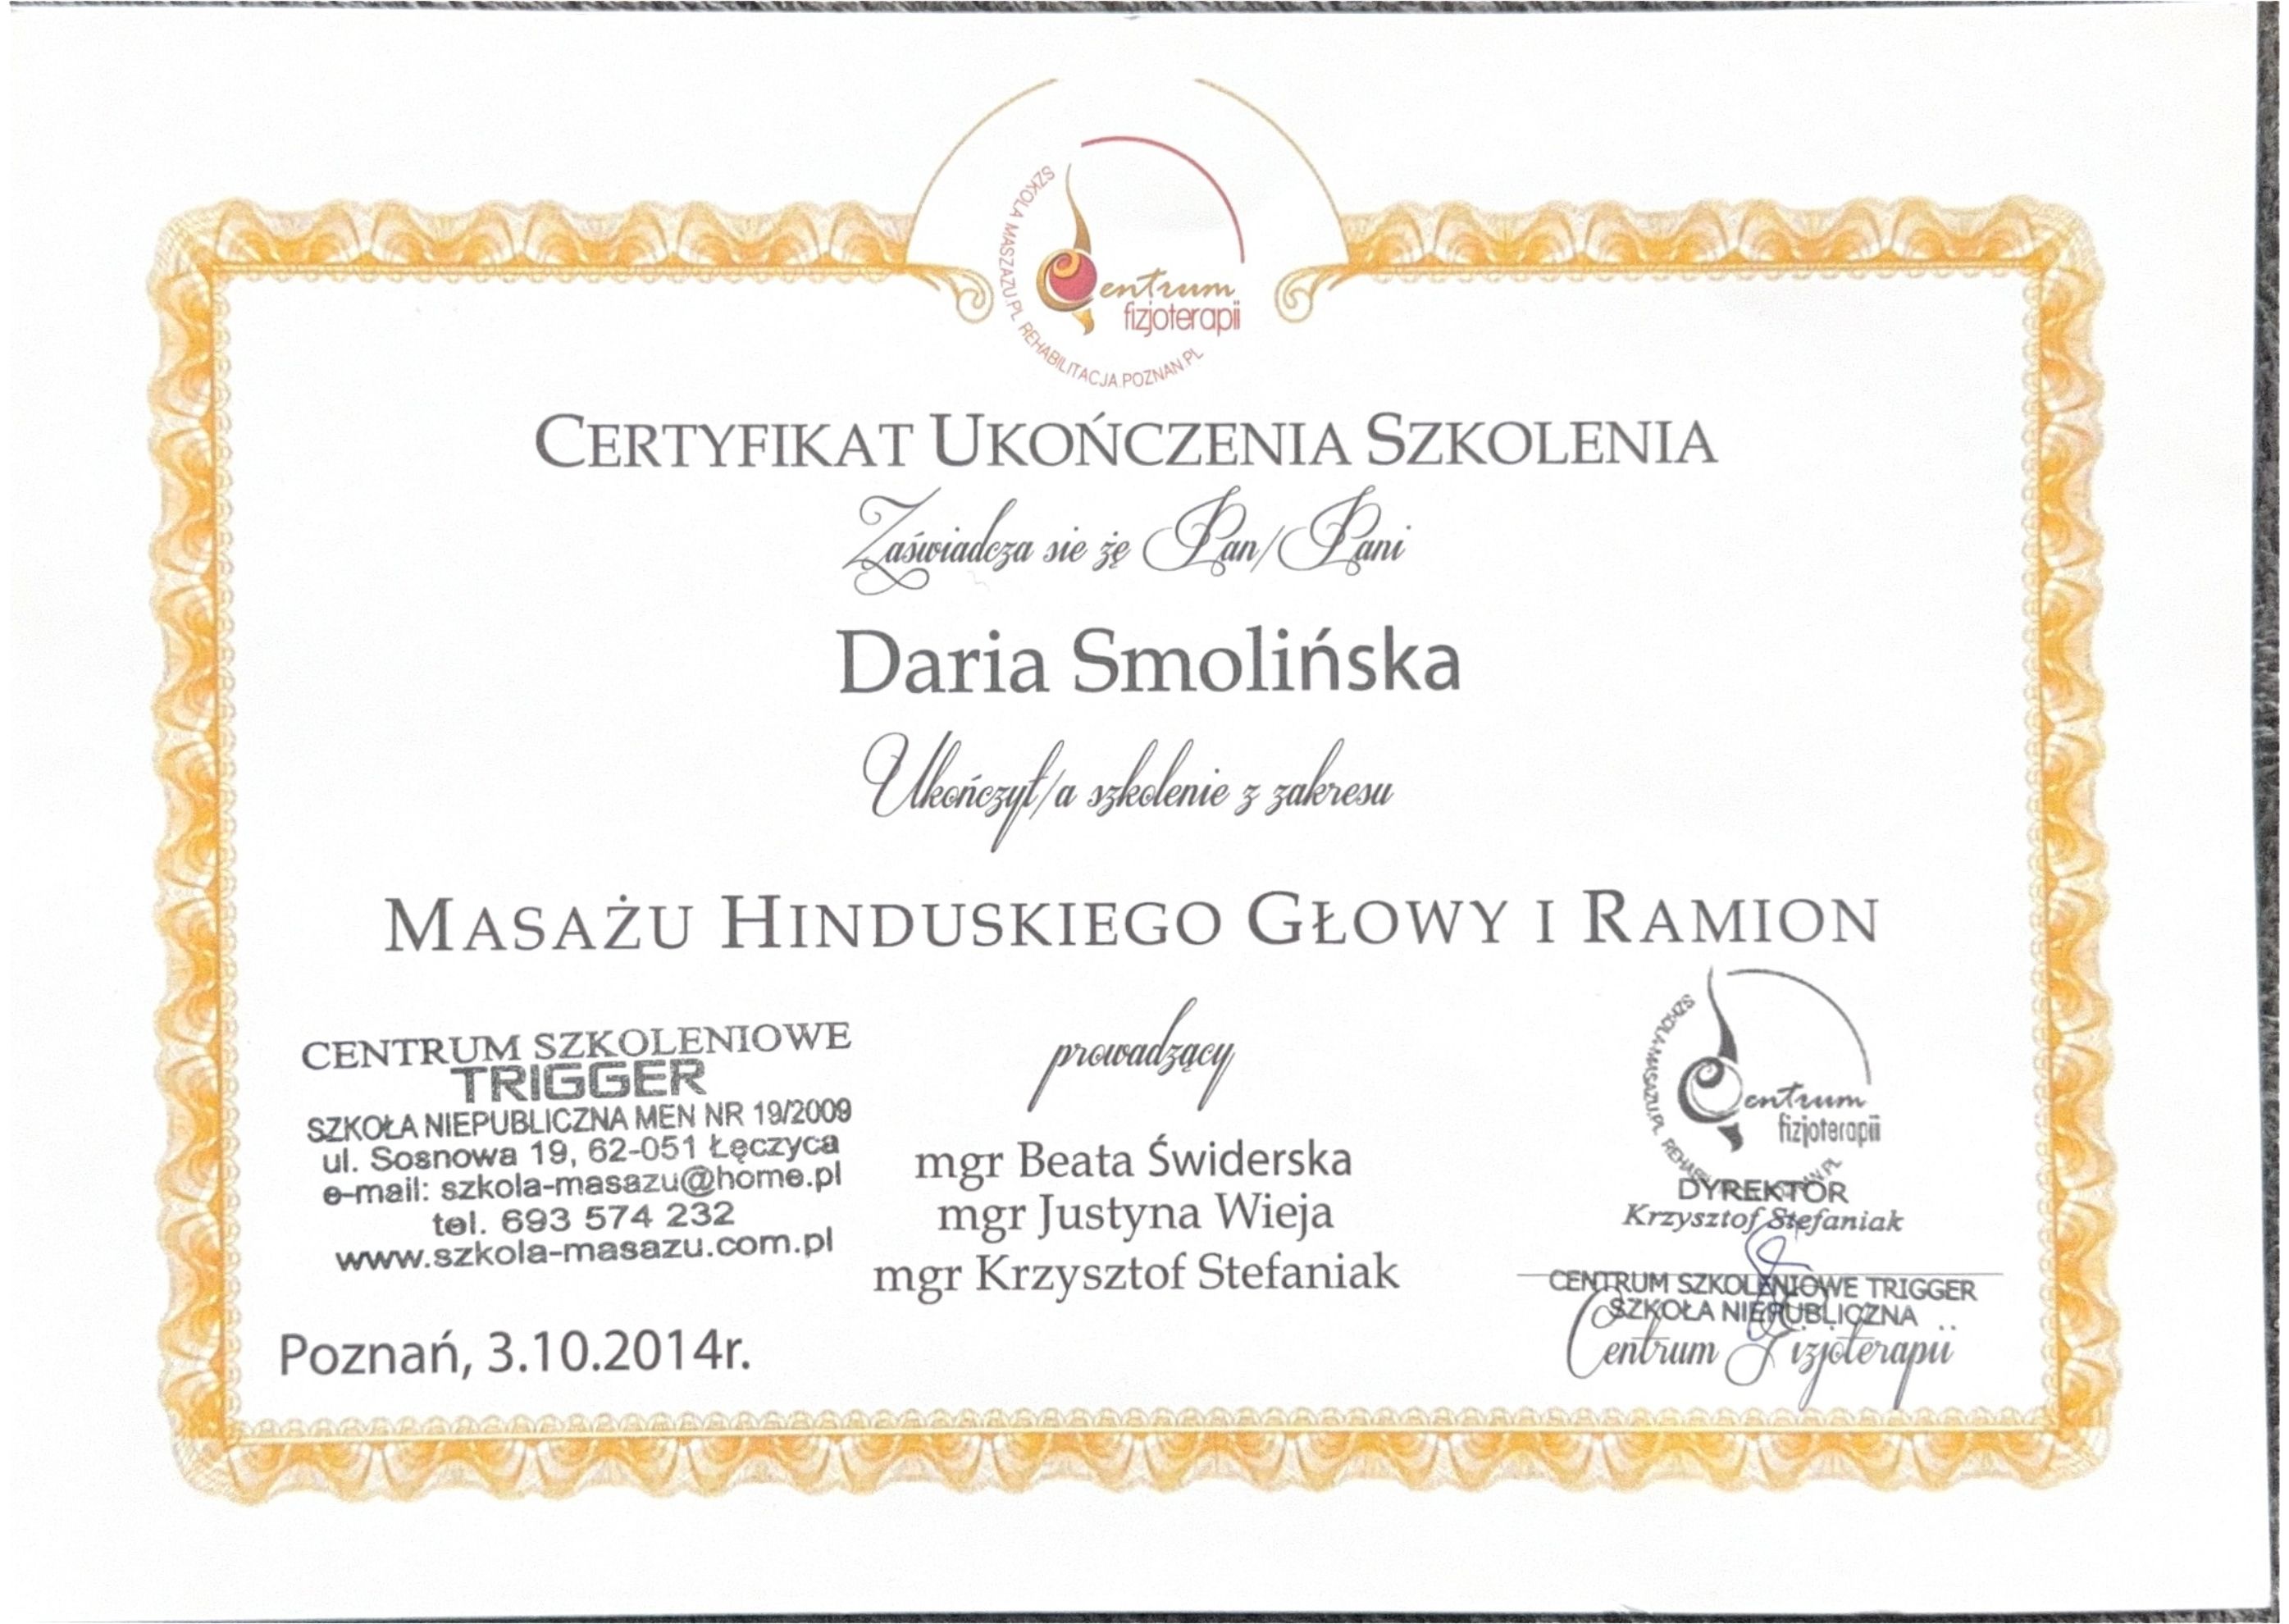 SZKOLA MASAZU.PL REHABILITACJA.POZNAN.PL
Centrum
fizjoterapii
CERTYFIKAT UKOŃCZENIA SZKOLENIA
Zaświadcza sie żę Pan/Pani
Daria Smolińska
Ukończył/a szkolenie z zakresu
MASAŻU HINDUSKIEGO GŁOWY I RAMION
CENTRUM SZKOLENIOWE
TRIGGER
SZKOŁA NIEPUBLICZNA MEN NR 19/2009
ul. Sosnowa 19, 62-051 Łęczyca
e-mail: szkola-masazu@home.pl
tel. 693 574 232
www.szkola-masazu.com.pl
Poznań, 3.10.2014r.
prowadzący
mgr Beata Świderska
mgr Justyna Wieja
mgr Krzysztof Stefaniak
Centrum
fizjoterapii
DYREKTOR
Krzysztof Stefaniak
CENTRUM SZKOLENIOWE TRIGGER
SZKOŁA NIEPUBLICZNA
Centrum Fizjoterapii